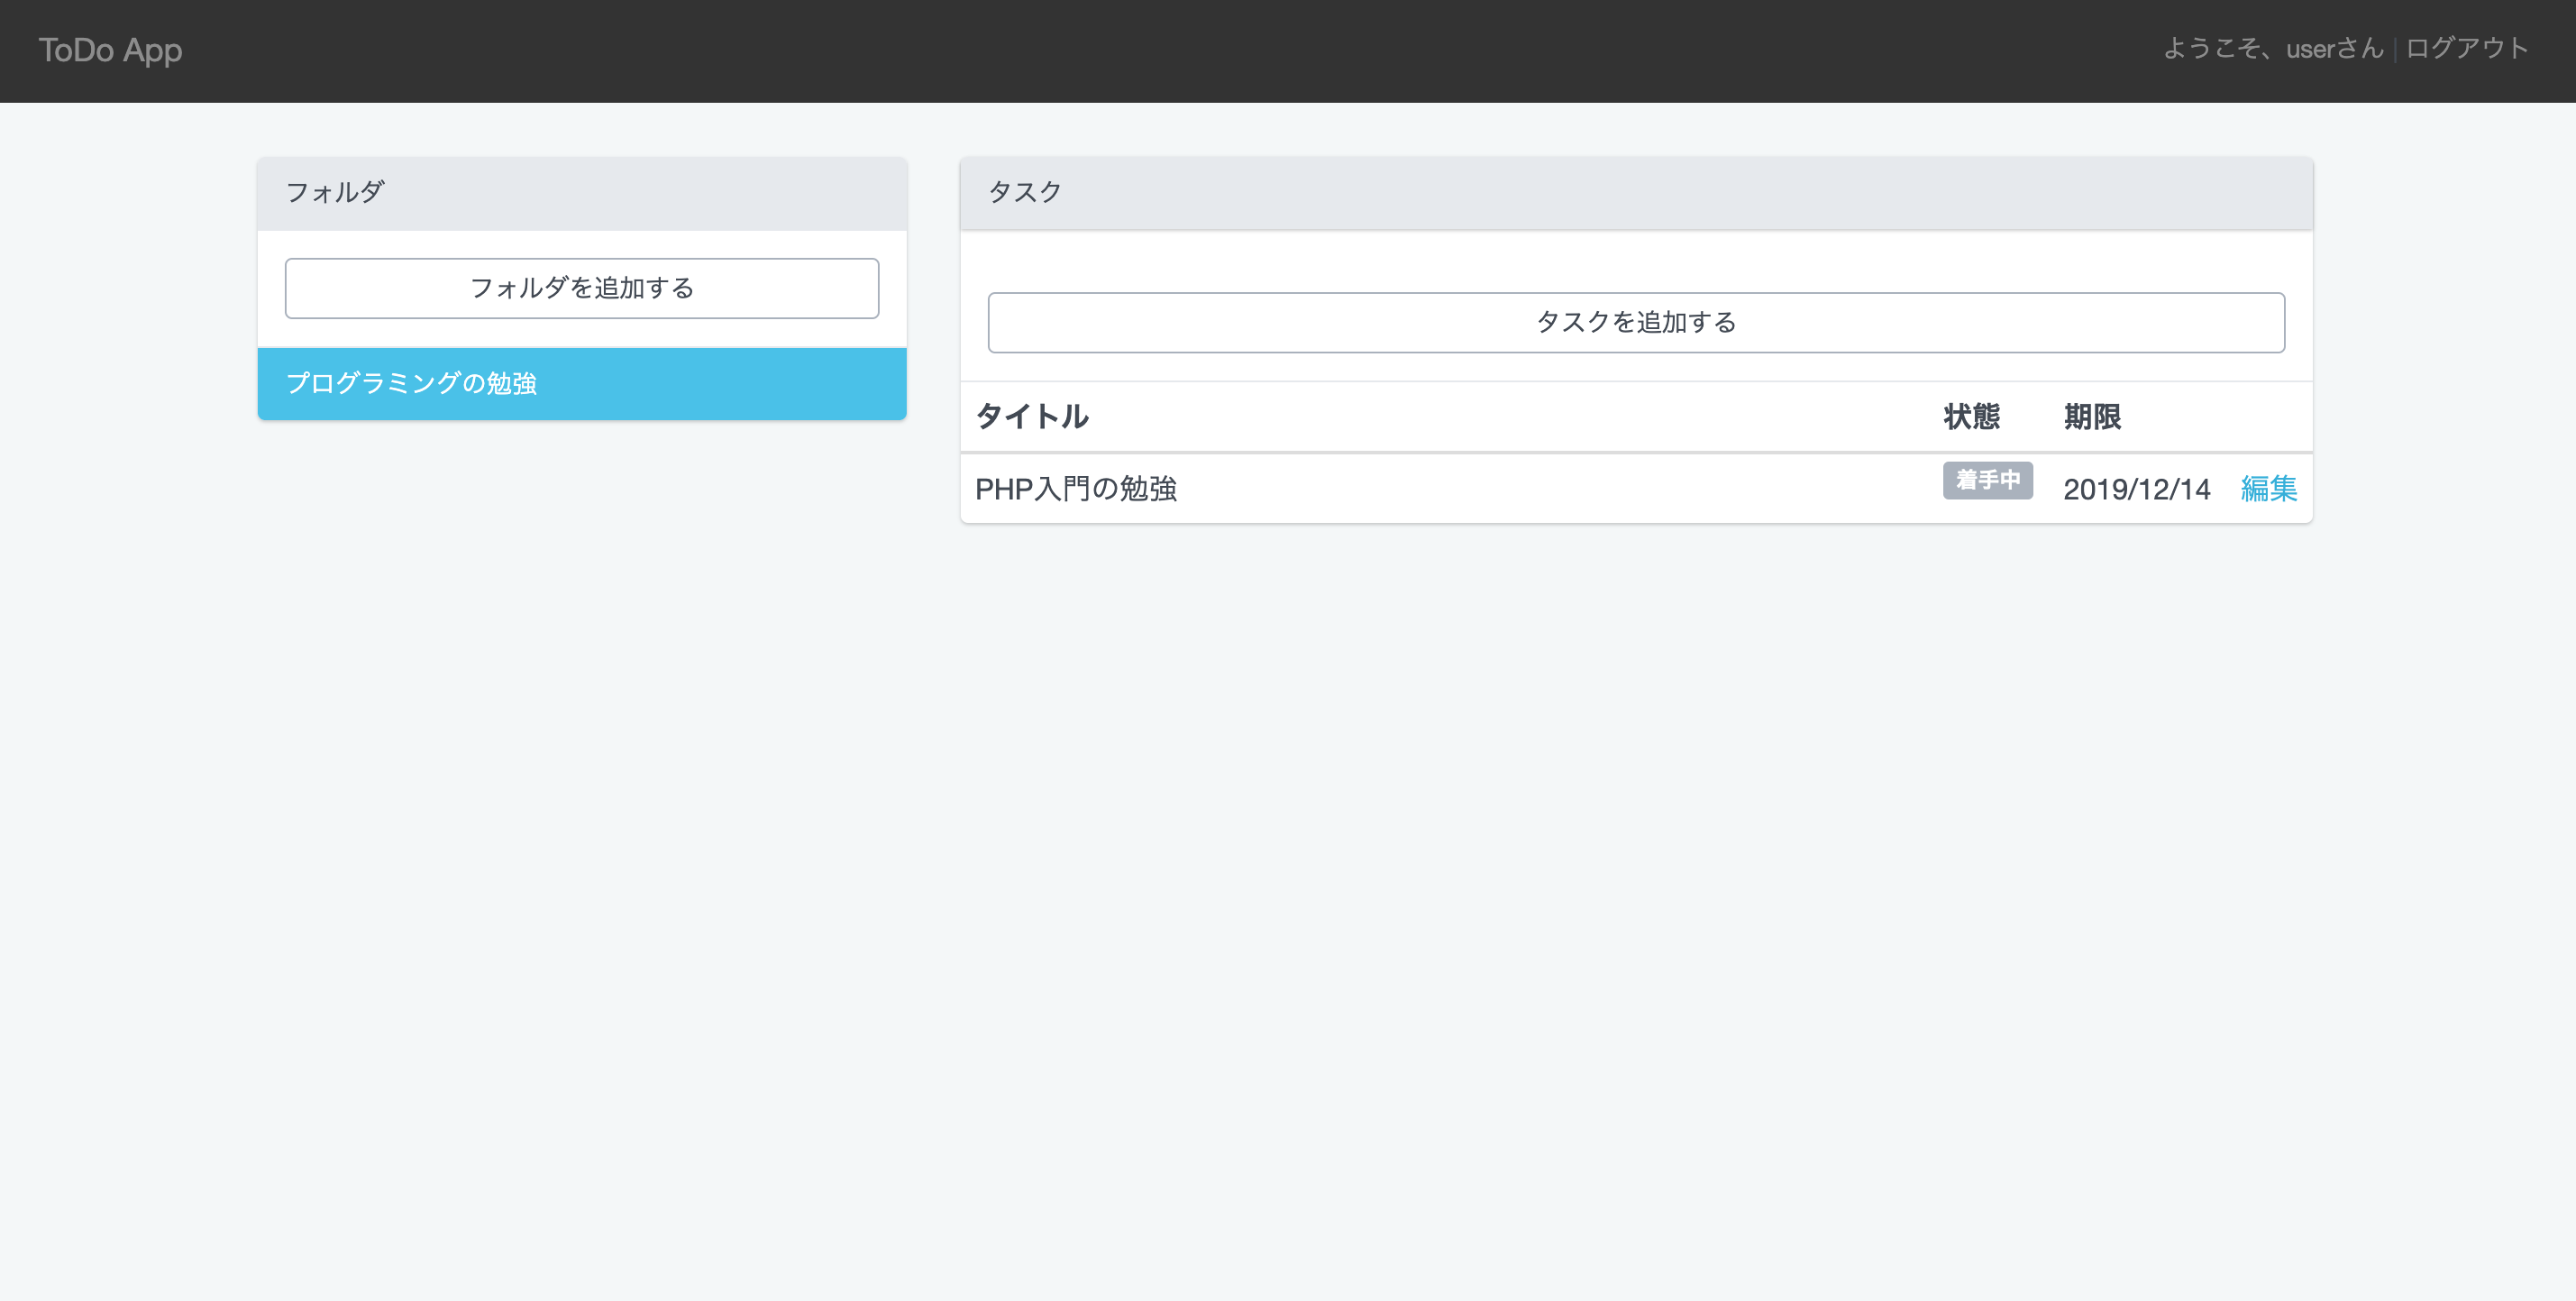 ToDo App
ようこそ、userさん | ログアウト
フォルダ
フォルダを追加する
プログラミングの勉強
タスク
タスクを追加する
タイトル 状態 期限
PHP入門の勉強 着手中 2019/12/14 編集